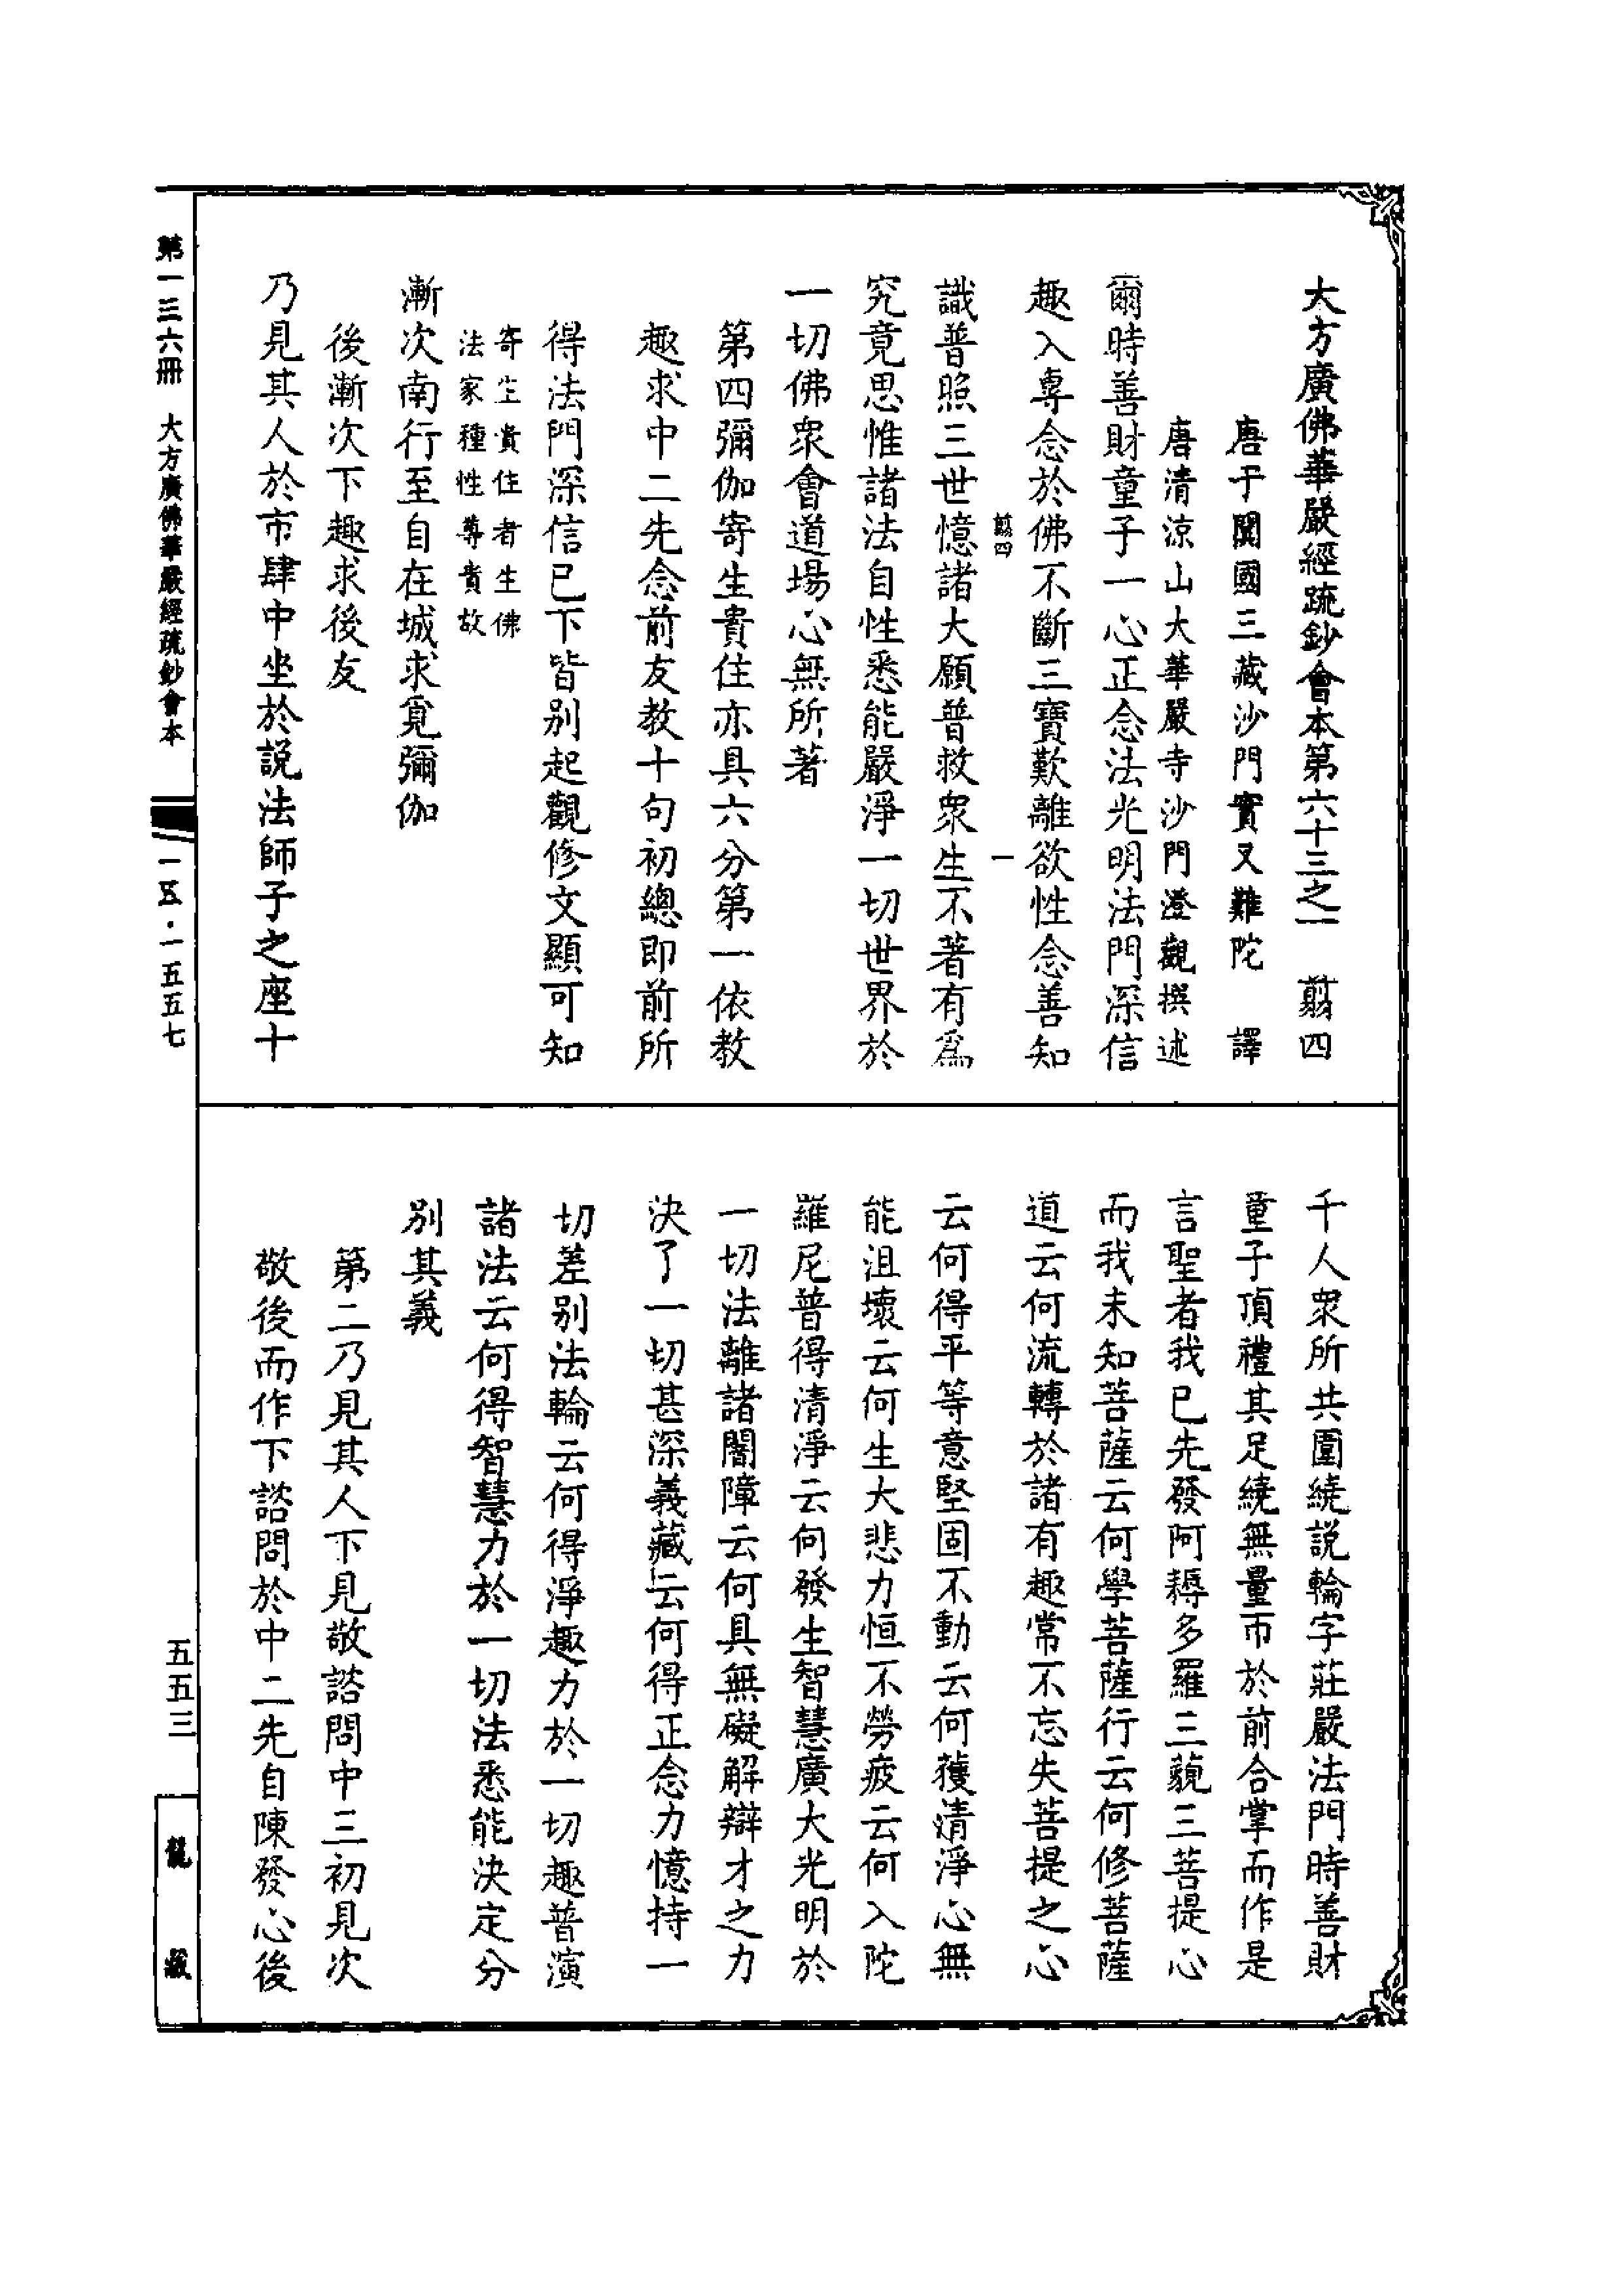 大方廣佛華嚴經疏鈔會本第六十三之一　翦四
唐于闐國三藏沙門實叉難陀　譯
唐清涼山大華嚴寺沙門澄觀撰述
爾時善財童子一心正念法光明法門深信
趣入專念於佛不斷三寶歎離欲性念善知
翦四　一
識普照三世憶諸大願普救衆生不著有爲
究竟思惟諸法自性悉能嚴淨一切世界於
一切佛衆會道場心無所著
第四彌伽寄生貴住亦具六分第一依教
趣求中二先念前友教十句初總即前所
得法門深信已下皆別起觀修文顯可知
寄生貴住者生佛
法家種性尊貴故
漸次南行至自在城求覓彌伽
後漸次下趣求後友
乃見其人於市肆中坐於説法師子之座十
千人衆所共圍繞説輪字莊嚴法門時善財
童子頂禮其足繞無量帀於前合掌而作是
言聖者我已先發阿耨多羅三藐三菩提心
而我未知菩薩云何學菩薩行云何修菩薩
道云何流轉於諸有趣常不忘失菩提之心
云何得平等意堅固不動云何獲清淨心無
能沮壞云何生大悲力恒不勞疲云何入陀
羅尼普得清淨云何發生智慧廣大光明於
一切法離諸闇障云何具無礙解辯才之力
決了一切甚深義藏云何得正念力憶持一
切差別法輪云何得淨趣力於一切趣普演
諸法云何得智慧力於一切法悉能決定分
別其義
第二乃見其人下見敬諮問中三初見次
敬後而作下諮問於中二先自陳發心後
第一三六冊　大方廣佛華嚴經疏鈔會本
一五·一五五七
五五三
龍藏